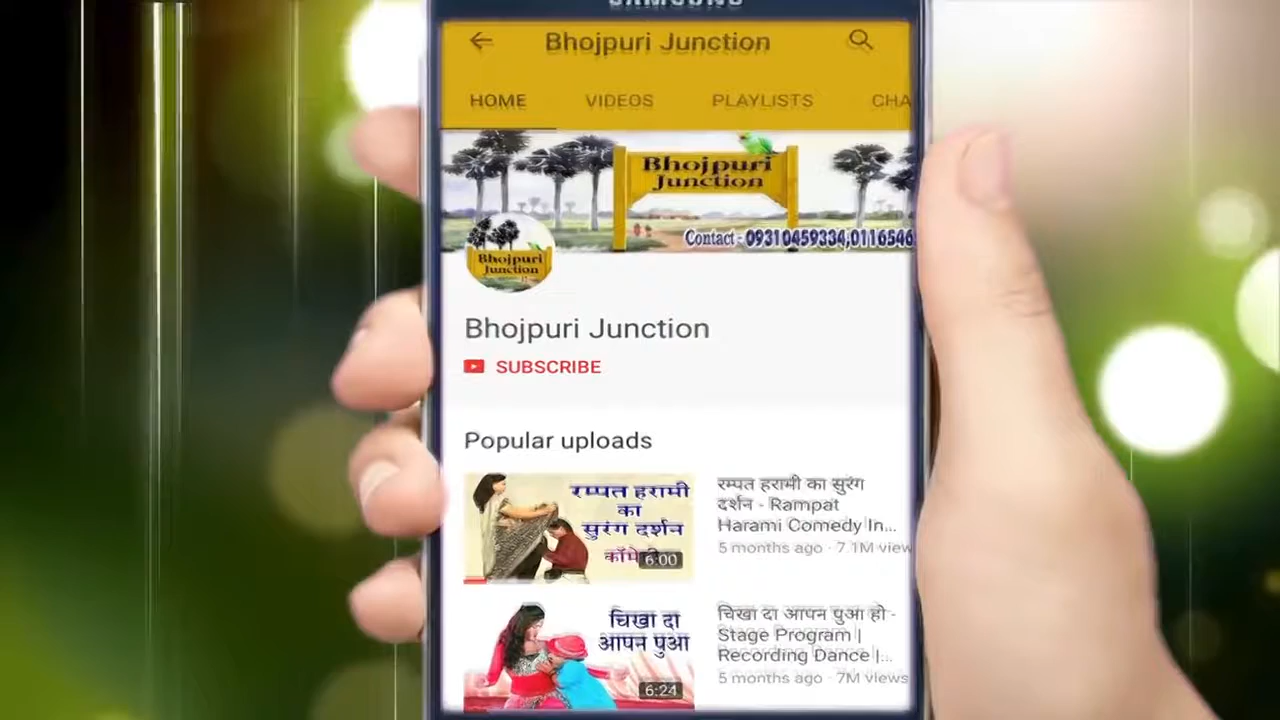 SAMSUNG
Bhojpuri Junction
HOME VIDEOS PLAYLISTS CHA
Bhojpuri
Junction
Contact - 09310459334,0116546
Bhojpuri
Junction
Bhojpuri Junction
SUBSCRIBE
Popular uploads
रम्पत हरामी
का
सुरंग दर्शन
6:00
रम्पत हरामी का सुरंग
दर्शन - Rampat
Harami Comedy In...
5 months ago · 7.1M view
चिखा दा
आपन पुआ
6:24
चिखा दा आपन पुआ हो -
Stage Program |
Recording Dance |...
5 months ago · 7M views